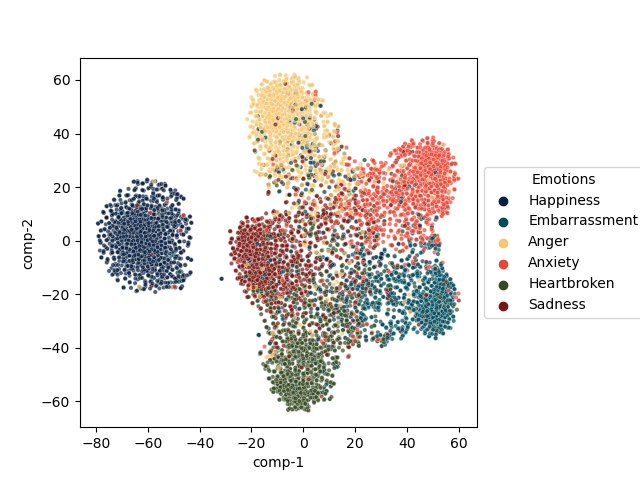 60
40
20
0
−20
−40
−60
comp-2
−80 −60 −40 −20 0 20 40 60
comp-1
Emotions
Happiness
Embarrassment
Anger
Anxiety
Heartbroken
Sadness